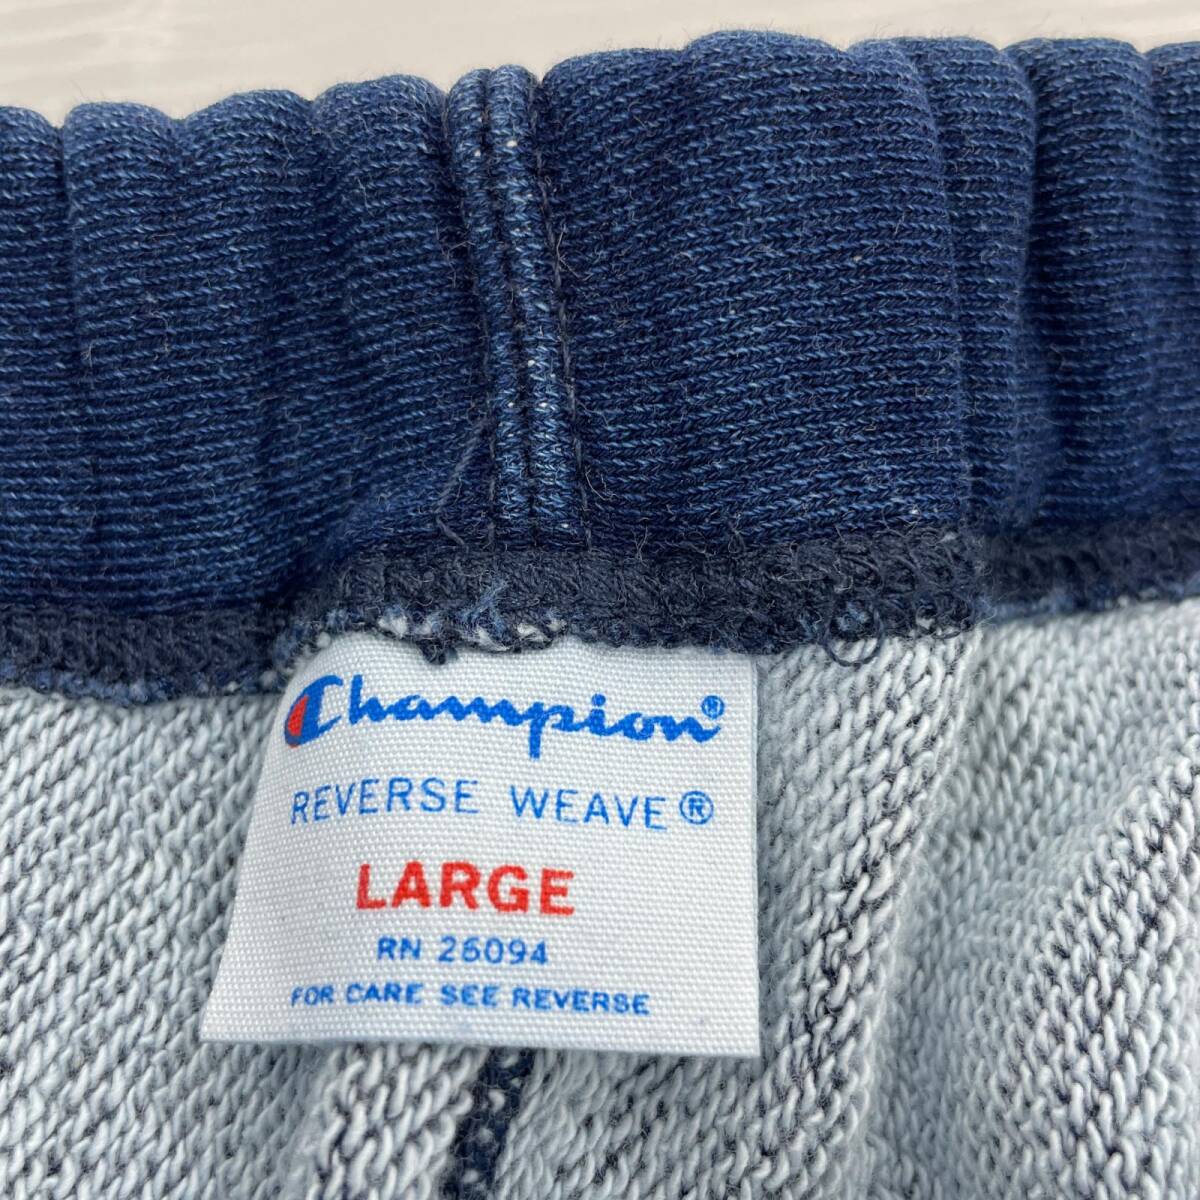 Champion®
REVERSE WEAVE®
LARGE
RN 26094
FOR CARE SEE REVERSE